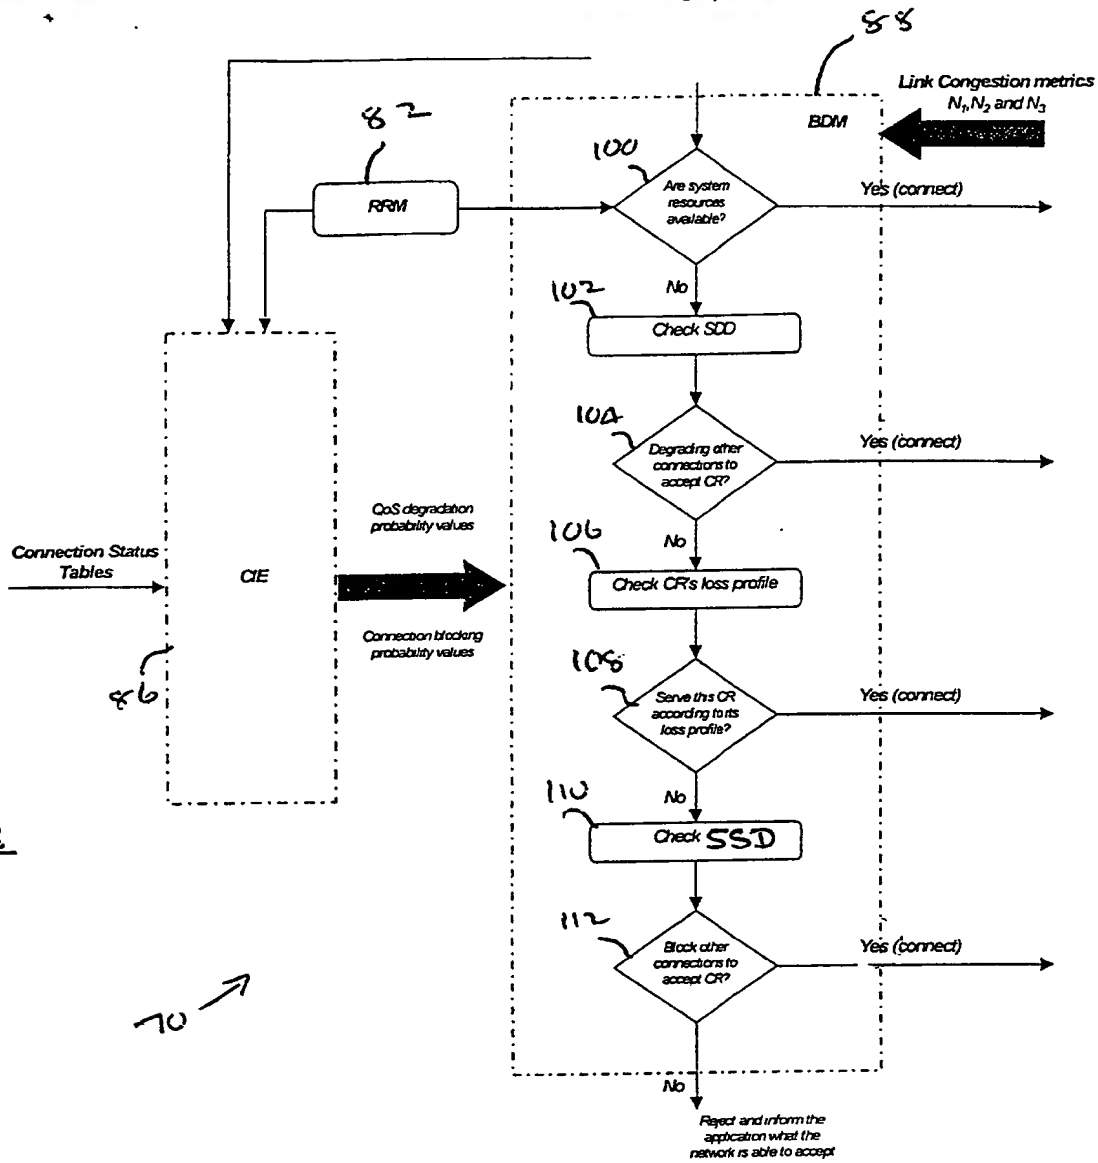 88
Link Congestion metrics
N1, N2 and N3
BDM
82
100
Are system
resources
available?
Yes (connect)
RRM
No
102
Check SDD
104
Degrading other
connections to
accept CR?
Yes (connect)
QoS degradation
probability values
No
106
Connection Status
Tables
CIE
Check CR's loss profile
Connection blocking
probability values
108
86
Serve this CR
according to its
loss profile?
Yes (connect)
No
110
Check SSD
112
Block other
connections to
accept CR?
Yes (connect)
70
No
Reject and inform the
application what the
network is able to accept